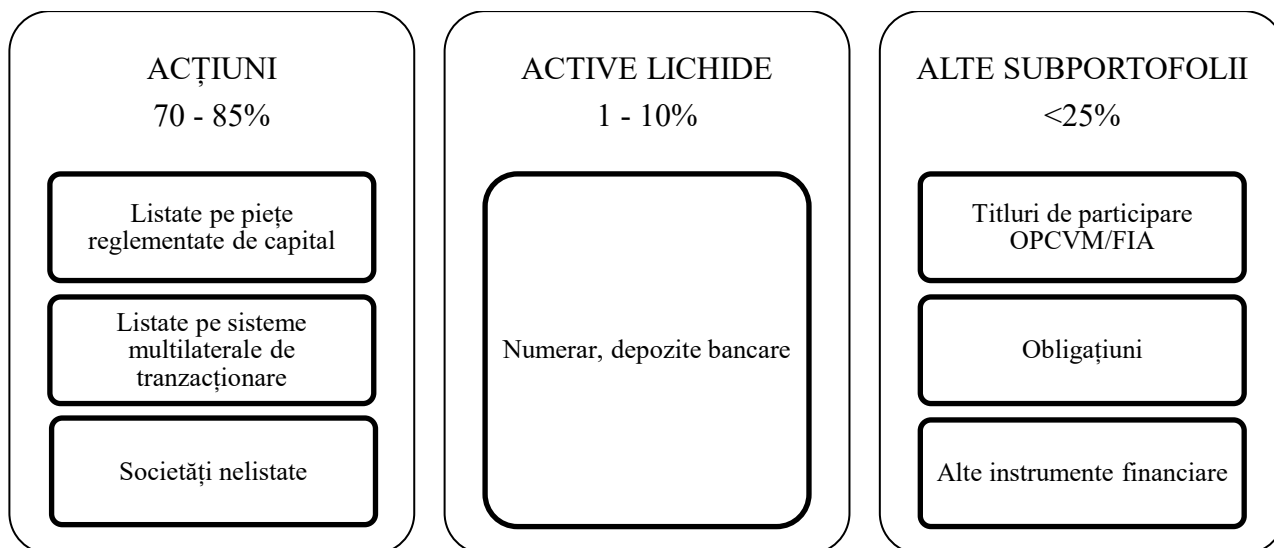 ACȚIUNI
70 - 85%
Listate pe piețe
reglementate de capital
Listate pe sisteme
multilaterale de
tranzacționare
Societăți nelistate
ACTIVE LICHIDE
1 - 10%
Numerar, depozite bancare
ALTE SUBPORTOFOLII
<25%
Titluri de participare
OPCVM/FIA
Obligațiuni
Alte instrumente financiare